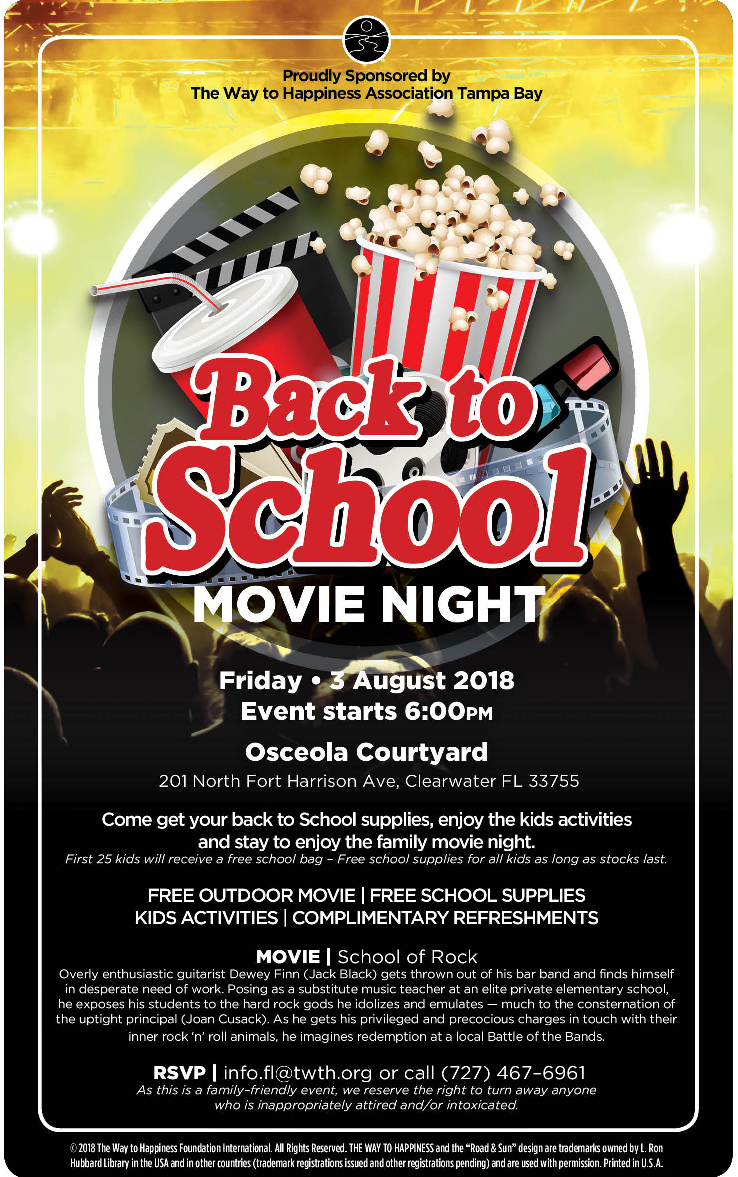 Proudly Sponsored by
The Way to Happiness Association Tampa Bay
Back to
School
MOVIE NIGHT
Friday • 3 August 2018
Event starts 6:00PM
Osceola Courtyard
201 North Fort Harrison Ave, Clearwater FL 33755
Come get your back to School supplies, enjoy the kids activities
and stay to enjoy the family movie night.
First 25 kids will receive a free school bag – Free school supplies for all kids as long as stocks last.
FREE OUTDOOR MOVIE | FREE SCHOOL SUPPLIES
KIDS ACTIVITIES | COMPLIMENTARY REFRESHMENTS
MOVIE | School of Rock
Overly enthusiastic guitarist Dewey Finn (Jack Black) gets thrown out of his bar band and finds himself
in desperate need of work. Posing as a substitute music teacher at an elite private elementary school,
he exposes his students to the hard rock gods he idolizes and emulates — much to the consternation of
the uptight principal (Joan Cusack). As he gets his privileged and precocious charges in touch with their
inner rock 'n' roll animals, he imagines redemption at a local Battle of the Bands.
RSVP | info.fl@twth.org or call (727) 467–6961
As this is a family–friendly event, we reserve the right to turn away anyone
who is inappropriately attired and/or intoxicated.
© 2018 The Way to Happiness Foundation International. All Rights Reserved. THE WAY TO HAPPINESS and the “Road & Sun” design are trademarks owned by L. Ron
Hubbard Library in the USA and in other countries (trademark registrations issued and other registrations pending) and are used with permission. Printed in U.S.A.